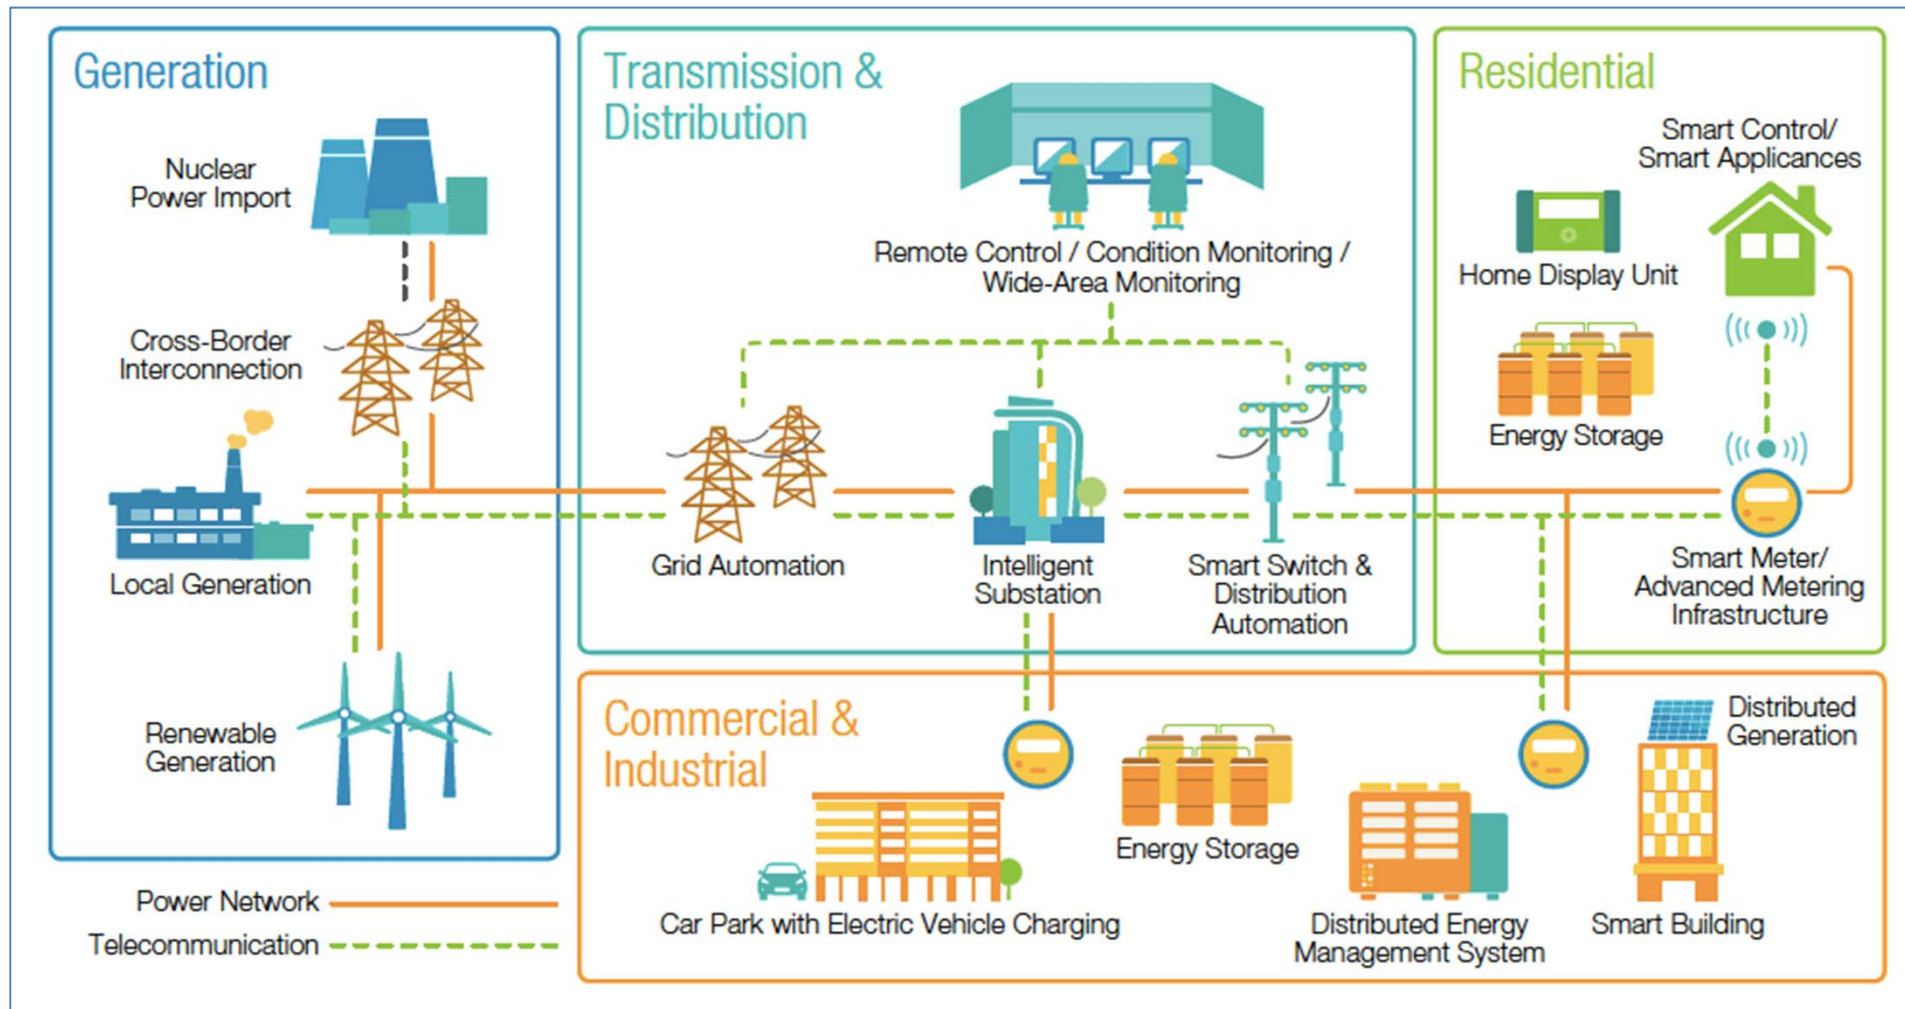 Generation
Nuclear
Power Import
Cross-Border
Interconnection
Local Generation
Renewable
Generation
Power Network
Telecommunication
Transmission &
Distribution
Remote Control / Condition Monitoring /
Wide-Area Monitoring
Grid Automation
Intelligent
Substation
Smart Switch &
Distribution
Automation
Residential
Smart Control/
Smart Applicances
Home Display Unit
Energy Storage
Smart Meter/
Advanced Metering
Infrastructure
Commercial &
Industrial
Car Park with Electric Vehicle Charging
Energy Storage
Distributed Energy
Management System
Distributed
Generation
Smart Building